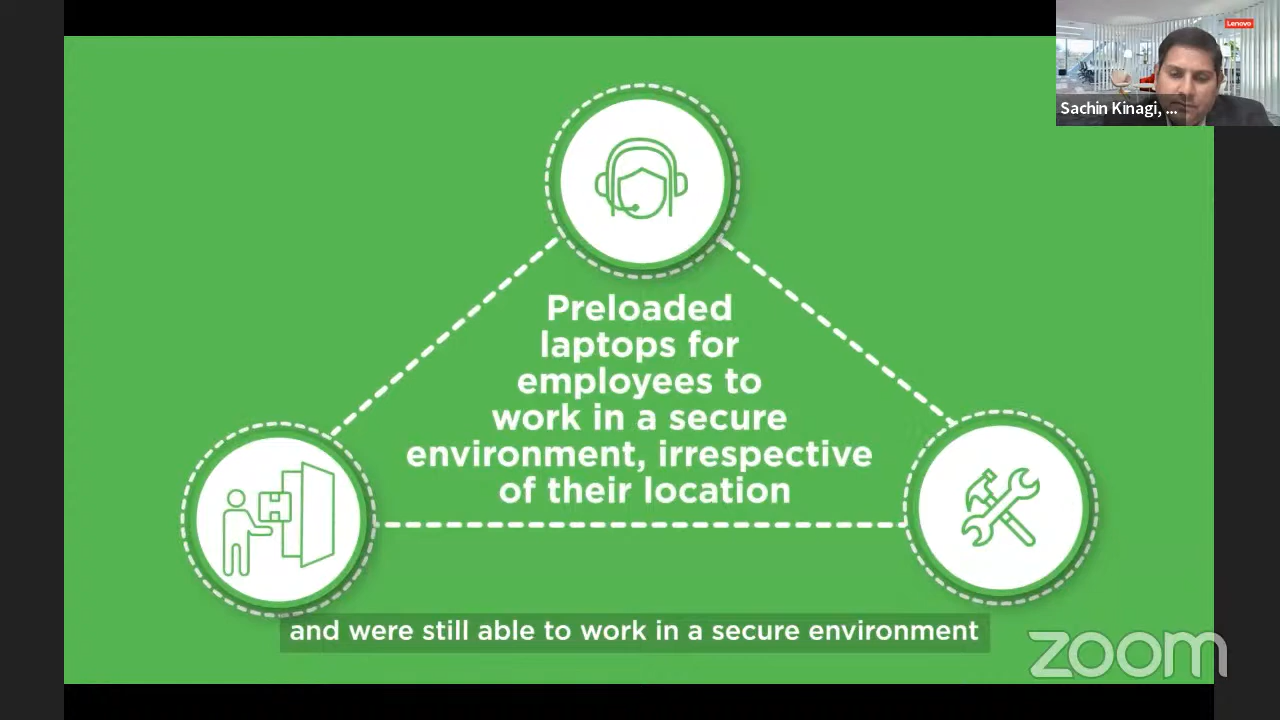 Lenovo
Sachin Kinagi, ...
Preloaded
laptops for
employees to
work in a secure
environment, irrespective
of their location
and were still able to work in a secure environment
zoom